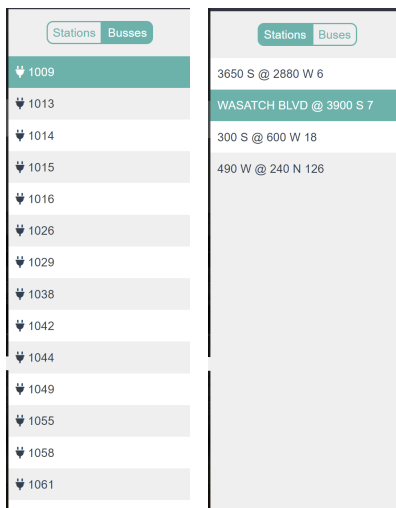 Stations Busses
1009
1013
1014
1015
1016
1026
1029
1038
1042
1044
1049
1055
1058
1061
Stations Buses
3650 S @ 2880 W 6
WASATCH BLVD @ 3900 S 7
300 S @ 600 W 18
490 W @ 240 N 126